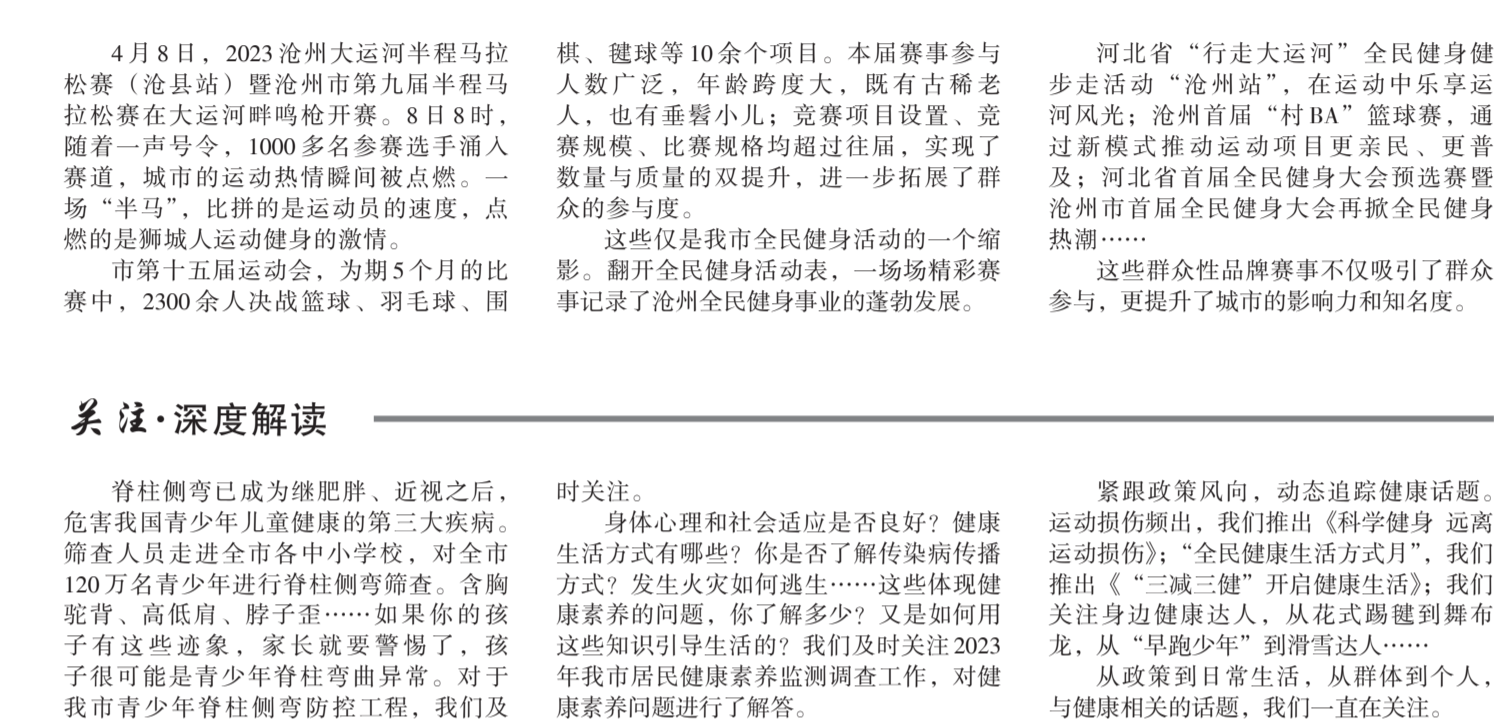 4月8日，2023沧州大运河半程马拉
松赛（沧县站）暨沧州市第九届半程马
拉松赛在大运河畔鸣枪开赛。8日8时，
随着一声号令，1000多名参赛选手涌入
赛道，城市的运动热情瞬间被点燃。一
场“半马”，比拼的是运动员的速度，点
燃的是狮城人运动健身的激情。
市第十五届运动会，为期5个月的比
赛中，2300余人决战篮球、羽毛球、围
棋、毽球等10余个项目。本届赛事参与
人数广泛，年龄跨度大，既有古稀老
人，也有垂髫小儿；竞赛项目设置、竞
赛规模、比赛规格均超过往届，实现了
数量与质量的双提升，进一步拓展了群
众的参与度。
这些仅是我市全民健身活动的一个缩
影。翻开全民健身活动表，一场场精彩赛
事记录了沧州全民健身事业的蓬勃发展。
河北省“行走大运河”全民健身健
步走活动“沧州站”，在运动中乐享运
河风光；沧州首届“村BA”篮球赛，通
过新模式推动运动项目更亲民、更普
及；河北省首届全民健身大会预选赛暨
沧州市首届全民健身大会再掀全民健身
热潮……
这些群众性品牌赛事不仅吸引了群众
参与，更提升了城市的影响力和知名度。
关注·深度解读
脊柱侧弯已成为继肥胖、近视之后，
危害我国青少年儿童健康的第三大疾病。
筛查人员走进全市各中小学校，对全市
120万名青少年进行脊柱侧弯筛查。含胸
驼背、高低肩、脖子歪……如果你的孩
子有这些迹象，家长就要警惕了，孩
子很可能是青少年脊柱弯曲异常。对于
我市青少年脊柱侧弯防控工程，我们及
时关注。
身体心理和社会适应是否良好？健康
生活方式有哪些？你是否了解传染病传播
方式？发生火灾如何逃生……这些体现健
康素养的问题，你了解多少？又是如何用
这些知识引导生活的？我们及时关注2023
年我市居民健康素养监测调查工作，对健
康素养问题进行了解答。
紧跟政策风向，动态追踪健康话题。
运动损伤频出，我们推出《科学健身 远离
运动损伤》；“全民健康生活方式月”，我们
推出《“三减三健”开启健康生活》；我们
关注身边健康达人，从花式踢毽到舞布
龙，从“早跑少年”到滑雪达人……
从政策到日常生活，从群体到个人，
与健康相关的话题，我们一直在关注。